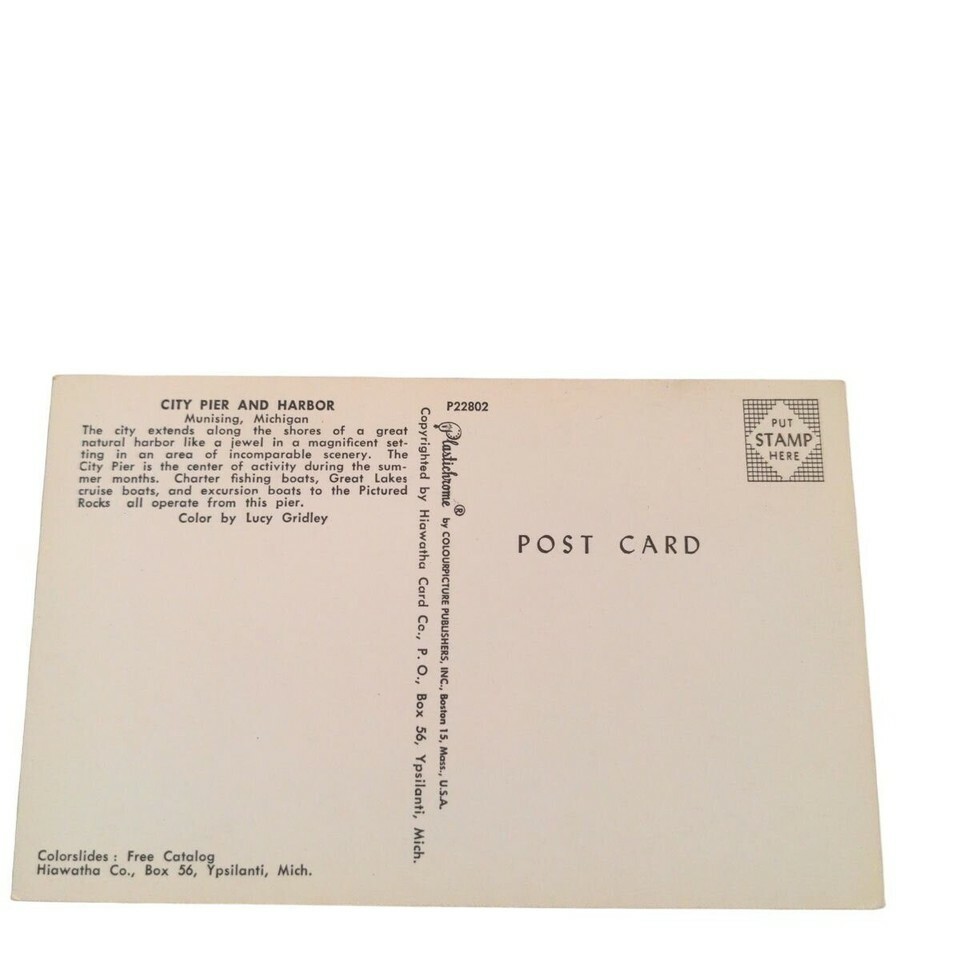 CITY PIER AND HARBOR
Munising, Michigan
The city extends along the shores of a great
natural harbor like a jewel in a magnificent set-
ting in an area of incomparable scenery. The
City Pier is the center of activity during the sum-
mer months. Charter fishing boats, Great Lakes
cruise boats, and excursion boats to the Pictured
Rocks all operate from this pier.
Color by Lucy Gridley
Colorslides : Free Catalog
Hiawatha Co., Box 56, Ypsilanti, Mich.
Copyrighted by Hiawatha Card Co., P. O., Box 56, Ypsilanti, Mich.
P22802
Plastichrome ® by COLOURPICTURE PUBLISHERS, INC., Boston 15, Mass., U.S.A.
PUT
STAMP
HERE
POST CARD